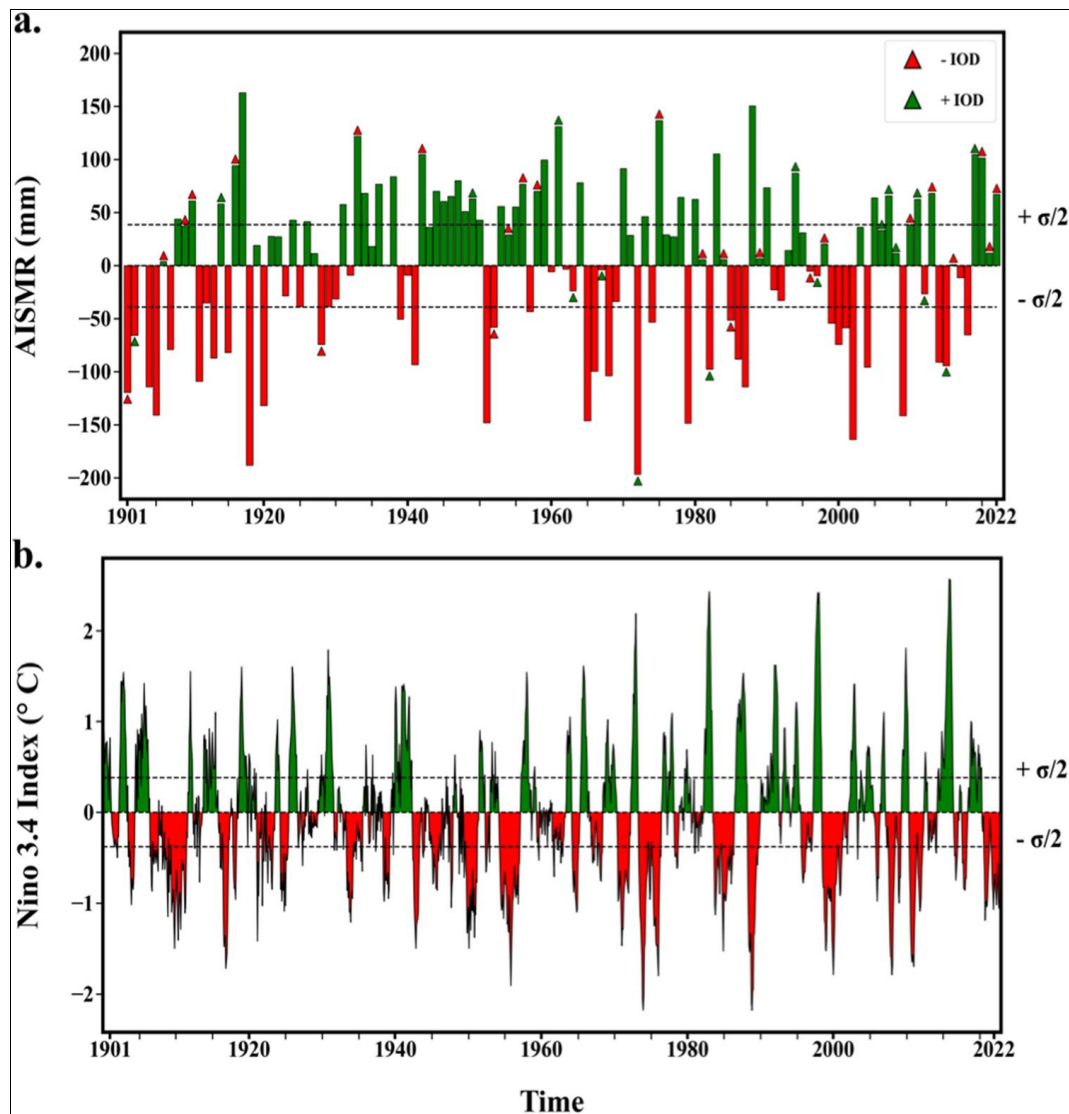 a.
AISMR (mm)
200
150
100
50
0
−50
−100
−150
−200
- IOD
+ IOD
+ σ/2
- σ/2
1901 1920 1940 1960 1980 2000 2022
b.
Nino 3.4 Index (° C)
2
1
0
−1
−2
+ σ/2
- σ/2
1901 1920 1940 1960 1980 2000 2022
Time